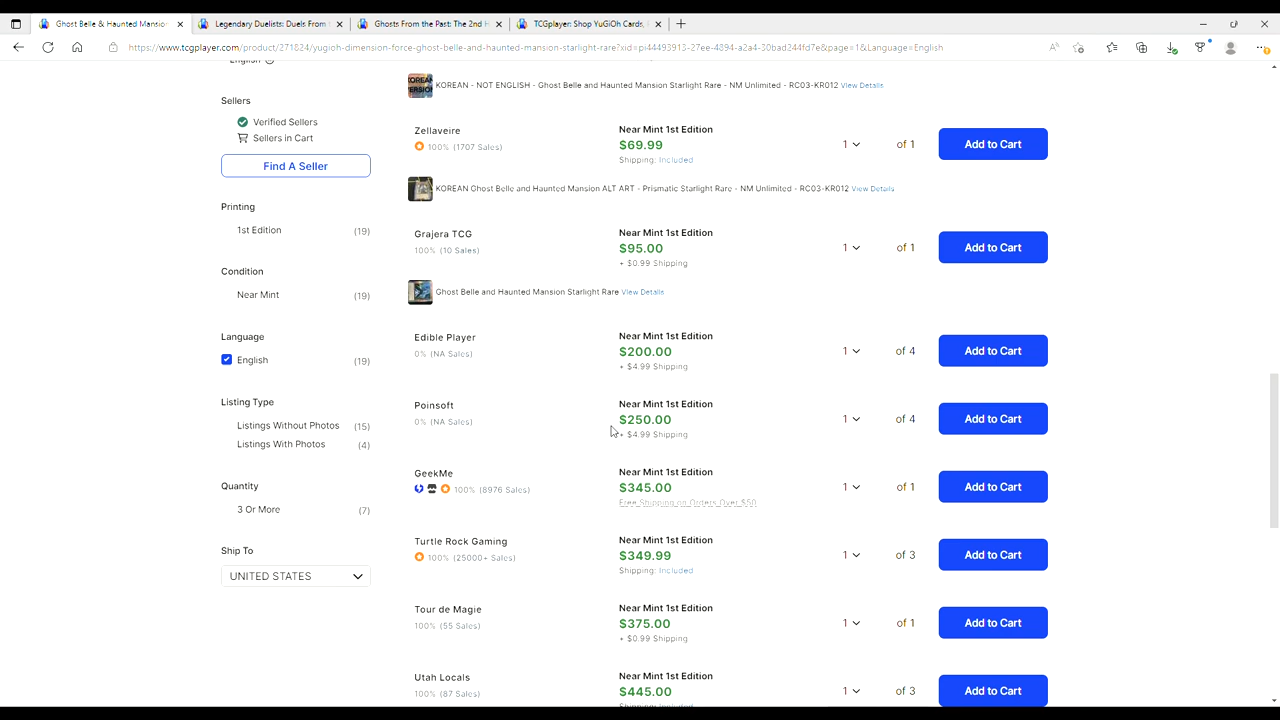 Ghost Belle & Haunted Mansion
Legendary Duelists: Duels From
Ghosts From the Past: The 2nd H
TCGplayer: Shop YuGiOh Cards,
https://www.tcgplayer.com/product/271824/yugioh-dimension-force-ghost-belle-and-haunted-mansion-starlight-rare?xid=pi44493913-27ee-4894-a2a4-30bad244fd7e&page=1&Language=English
English
KOREAN - NOT ENGLISH - Ghost Belle and Haunted Mansion Starlight Rare - NM Unlimited - RC03-KR012 View Details
Sellers
Verified Sellers
Sellers in Cart
Find A Seller
Zellaveire
100% (1707 Sales)
Near Mint 1st Edition
$69.99
Shipping: Included
1
of 1
Add to Cart
KOREAN Ghost Belle and Haunted Mansion ALT ART - Prismatic Starlight Rare - NM Unlimited - RC03-KR012 View Details
Printing
1st Edition (19)
Grajera TCG
100% (10 Sales)
Near Mint 1st Edition
$95.00
+ $0.99 Shipping
1
of 1
Add to Cart
Condition
Near Mint (19)
Ghost Belle and Haunted Mansion Starlight Rare View Details
Language
English (19)
Edible Player
0% (NA Sales)
Near Mint 1st Edition
$200.00
+ $4.99 Shipping
1
of 4
Add to Cart
Listing Type
Listings Without Photos (15)
Listings With Photos (4)
Poinsoft
0% (NA Sales)
Near Mint 1st Edition
$250.00
+ $4.99 Shipping
1
of 4
Add to Cart
Quantity
3 Or More (7)
GeekMe
100% (8976 Sales)
Near Mint 1st Edition
$345.00
Free Shipping on Orders Over $50
1
of 1
Add to Cart
Ship To
UNITED STATES
Turtle Rock Gaming
100% (25000+ Sales)
Near Mint 1st Edition
$349.99
Shipping: Included
1
of 3
Add to Cart
Tour de Magie
100% (55 Sales)
Near Mint 1st Edition
$375.00
+ $0.99 Shipping
1
of 1
Add to Cart
Utah Locals
100% (87 Sales)
Near Mint 1st Edition
$445.00
Shipping: Included
1
of 3
Add to Cart